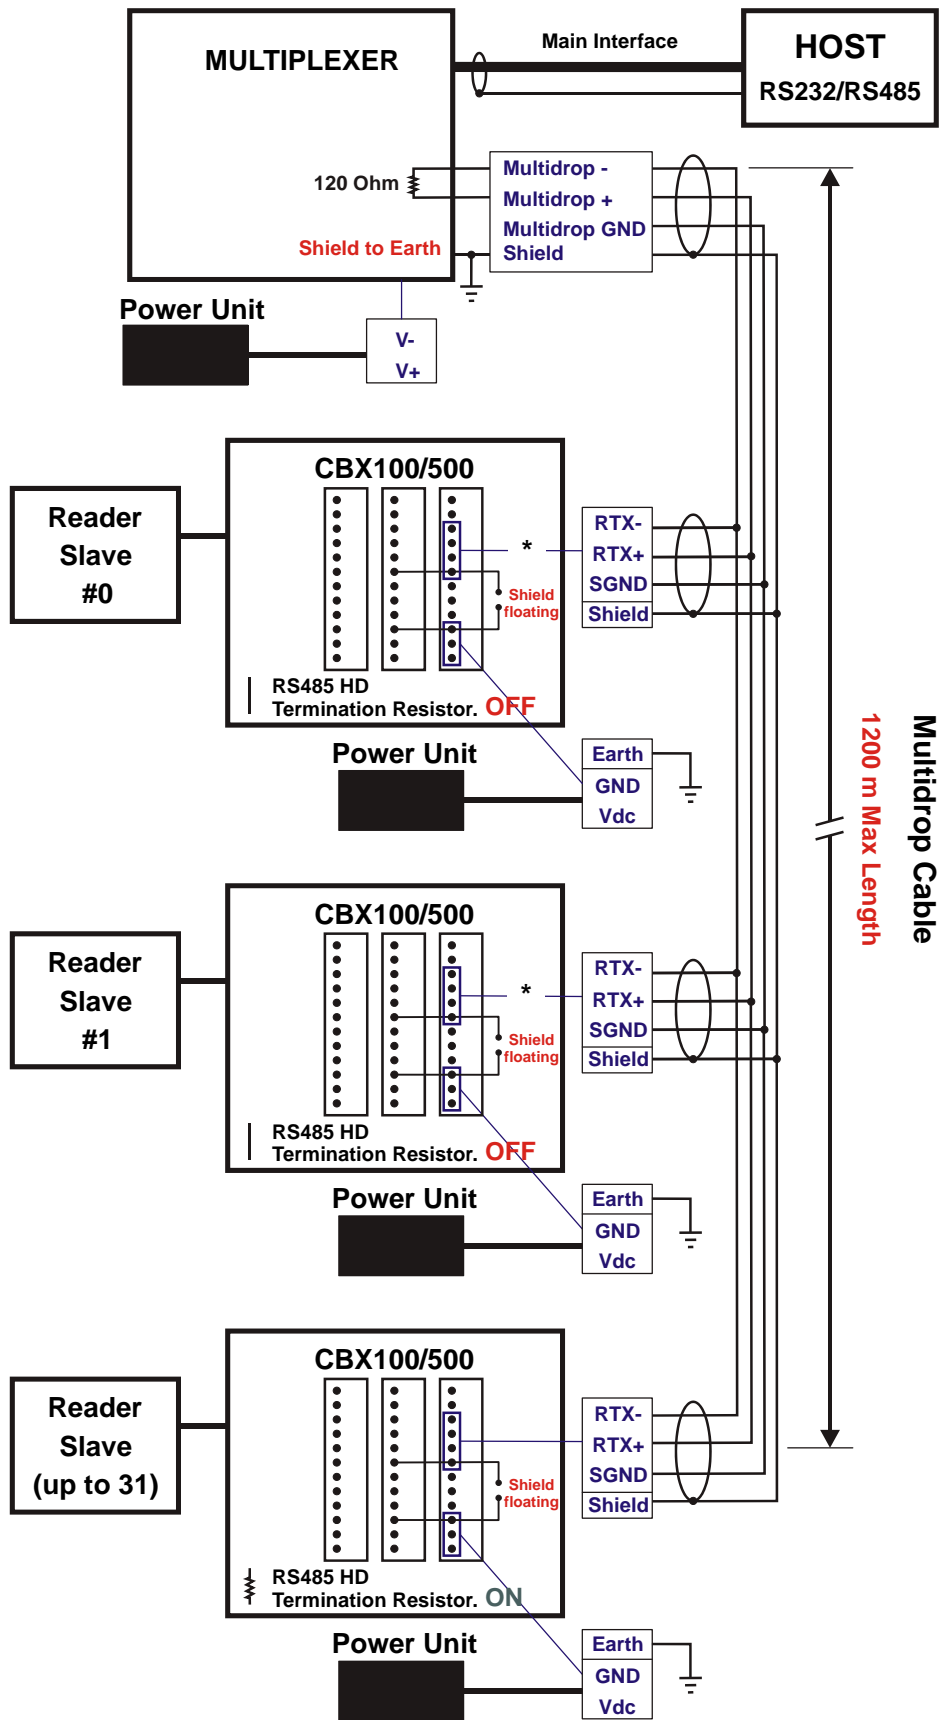 MULTIPLEXER
Main Interface
HOST
RS232/RS485
120 Ohm
Multidrop -
Multidrop +
Multidrop GND
Shield to Earth
Shield
Power Unit
V-
V+
CBX100/500
Reader
Slave
#0
RTX-
*
RTX+
SGND
Shield
floating
Shield
RS485 HD
Termination Resistor. OFF
Power Unit
Earth
GND
Vdc
Multidrop Cable
1200 m Max Length
CBX100/500
Reader
Slave
#1
RTX-
*
RTX+
SGND
Shield
floating
Shield
RS485 HD
Termination Resistor. OFF
Power Unit
Earth
GND
Vdc
CBX100/500
Reader
Slave
(up to 31)
RTX-
RTX+
SGND
Shield
floating
Shield
RS485 HD
Termination Resistor. ON
Power Unit
Earth
GND
Vdc